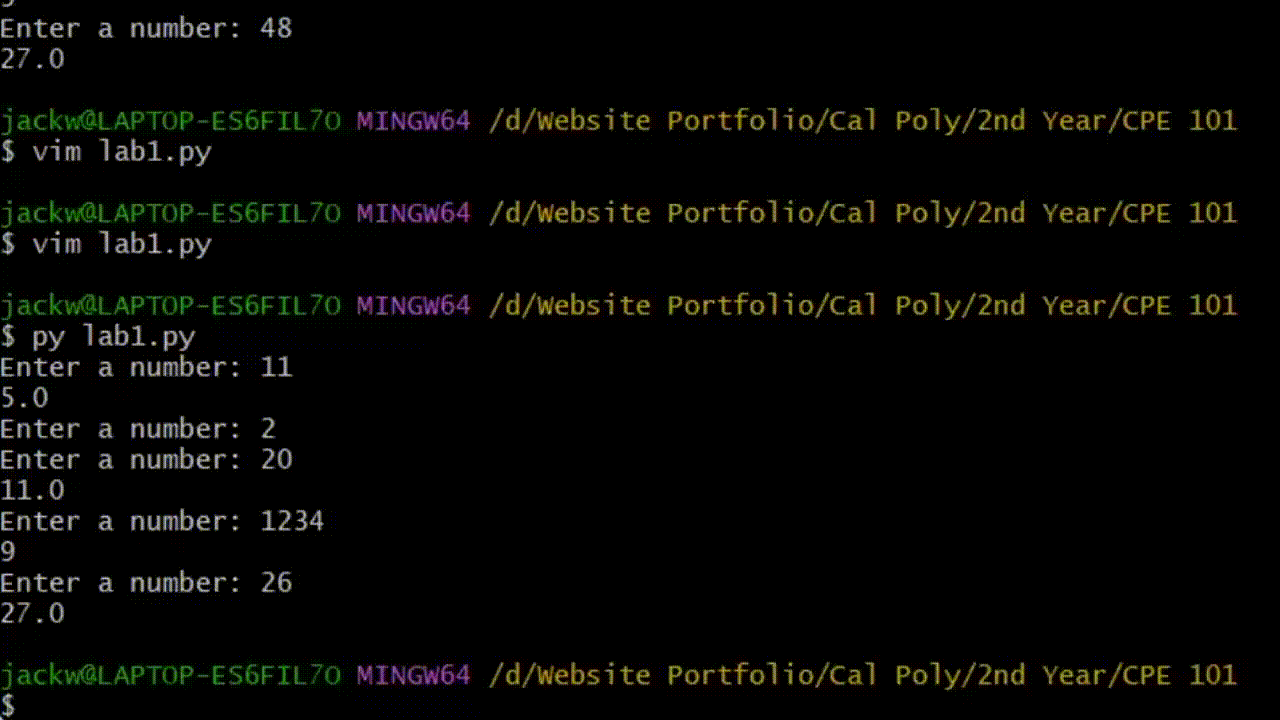 Enter a number: 48
27.0
jackw@LAPTOP-ES6FIL7O MINGW64 /d/Website Portfolio/Cal Poly/2nd Year/CPE 101
$ vim lab1.py
jackw@LAPTOP-ES6FIL7O MINGW64 /d/Website Portfolio/Cal Poly/2nd Year/CPE 101
$ vim lab1.py
jackw@LAPTOP-ES6FIL7O MINGW64 /d/Website Portfolio/Cal Poly/2nd Year/CPE 101
$ py lab1.py
Enter a number: 11
5.0
Enter a number: 2
Enter a number: 20
11.0
Enter a number: 1234
9
Enter a number: 26
27.0
jackw@LAPTOP-ES6FIL7O MINGW64 /d/Website Portfolio/Cal Poly/2nd Year/CPE 101
$